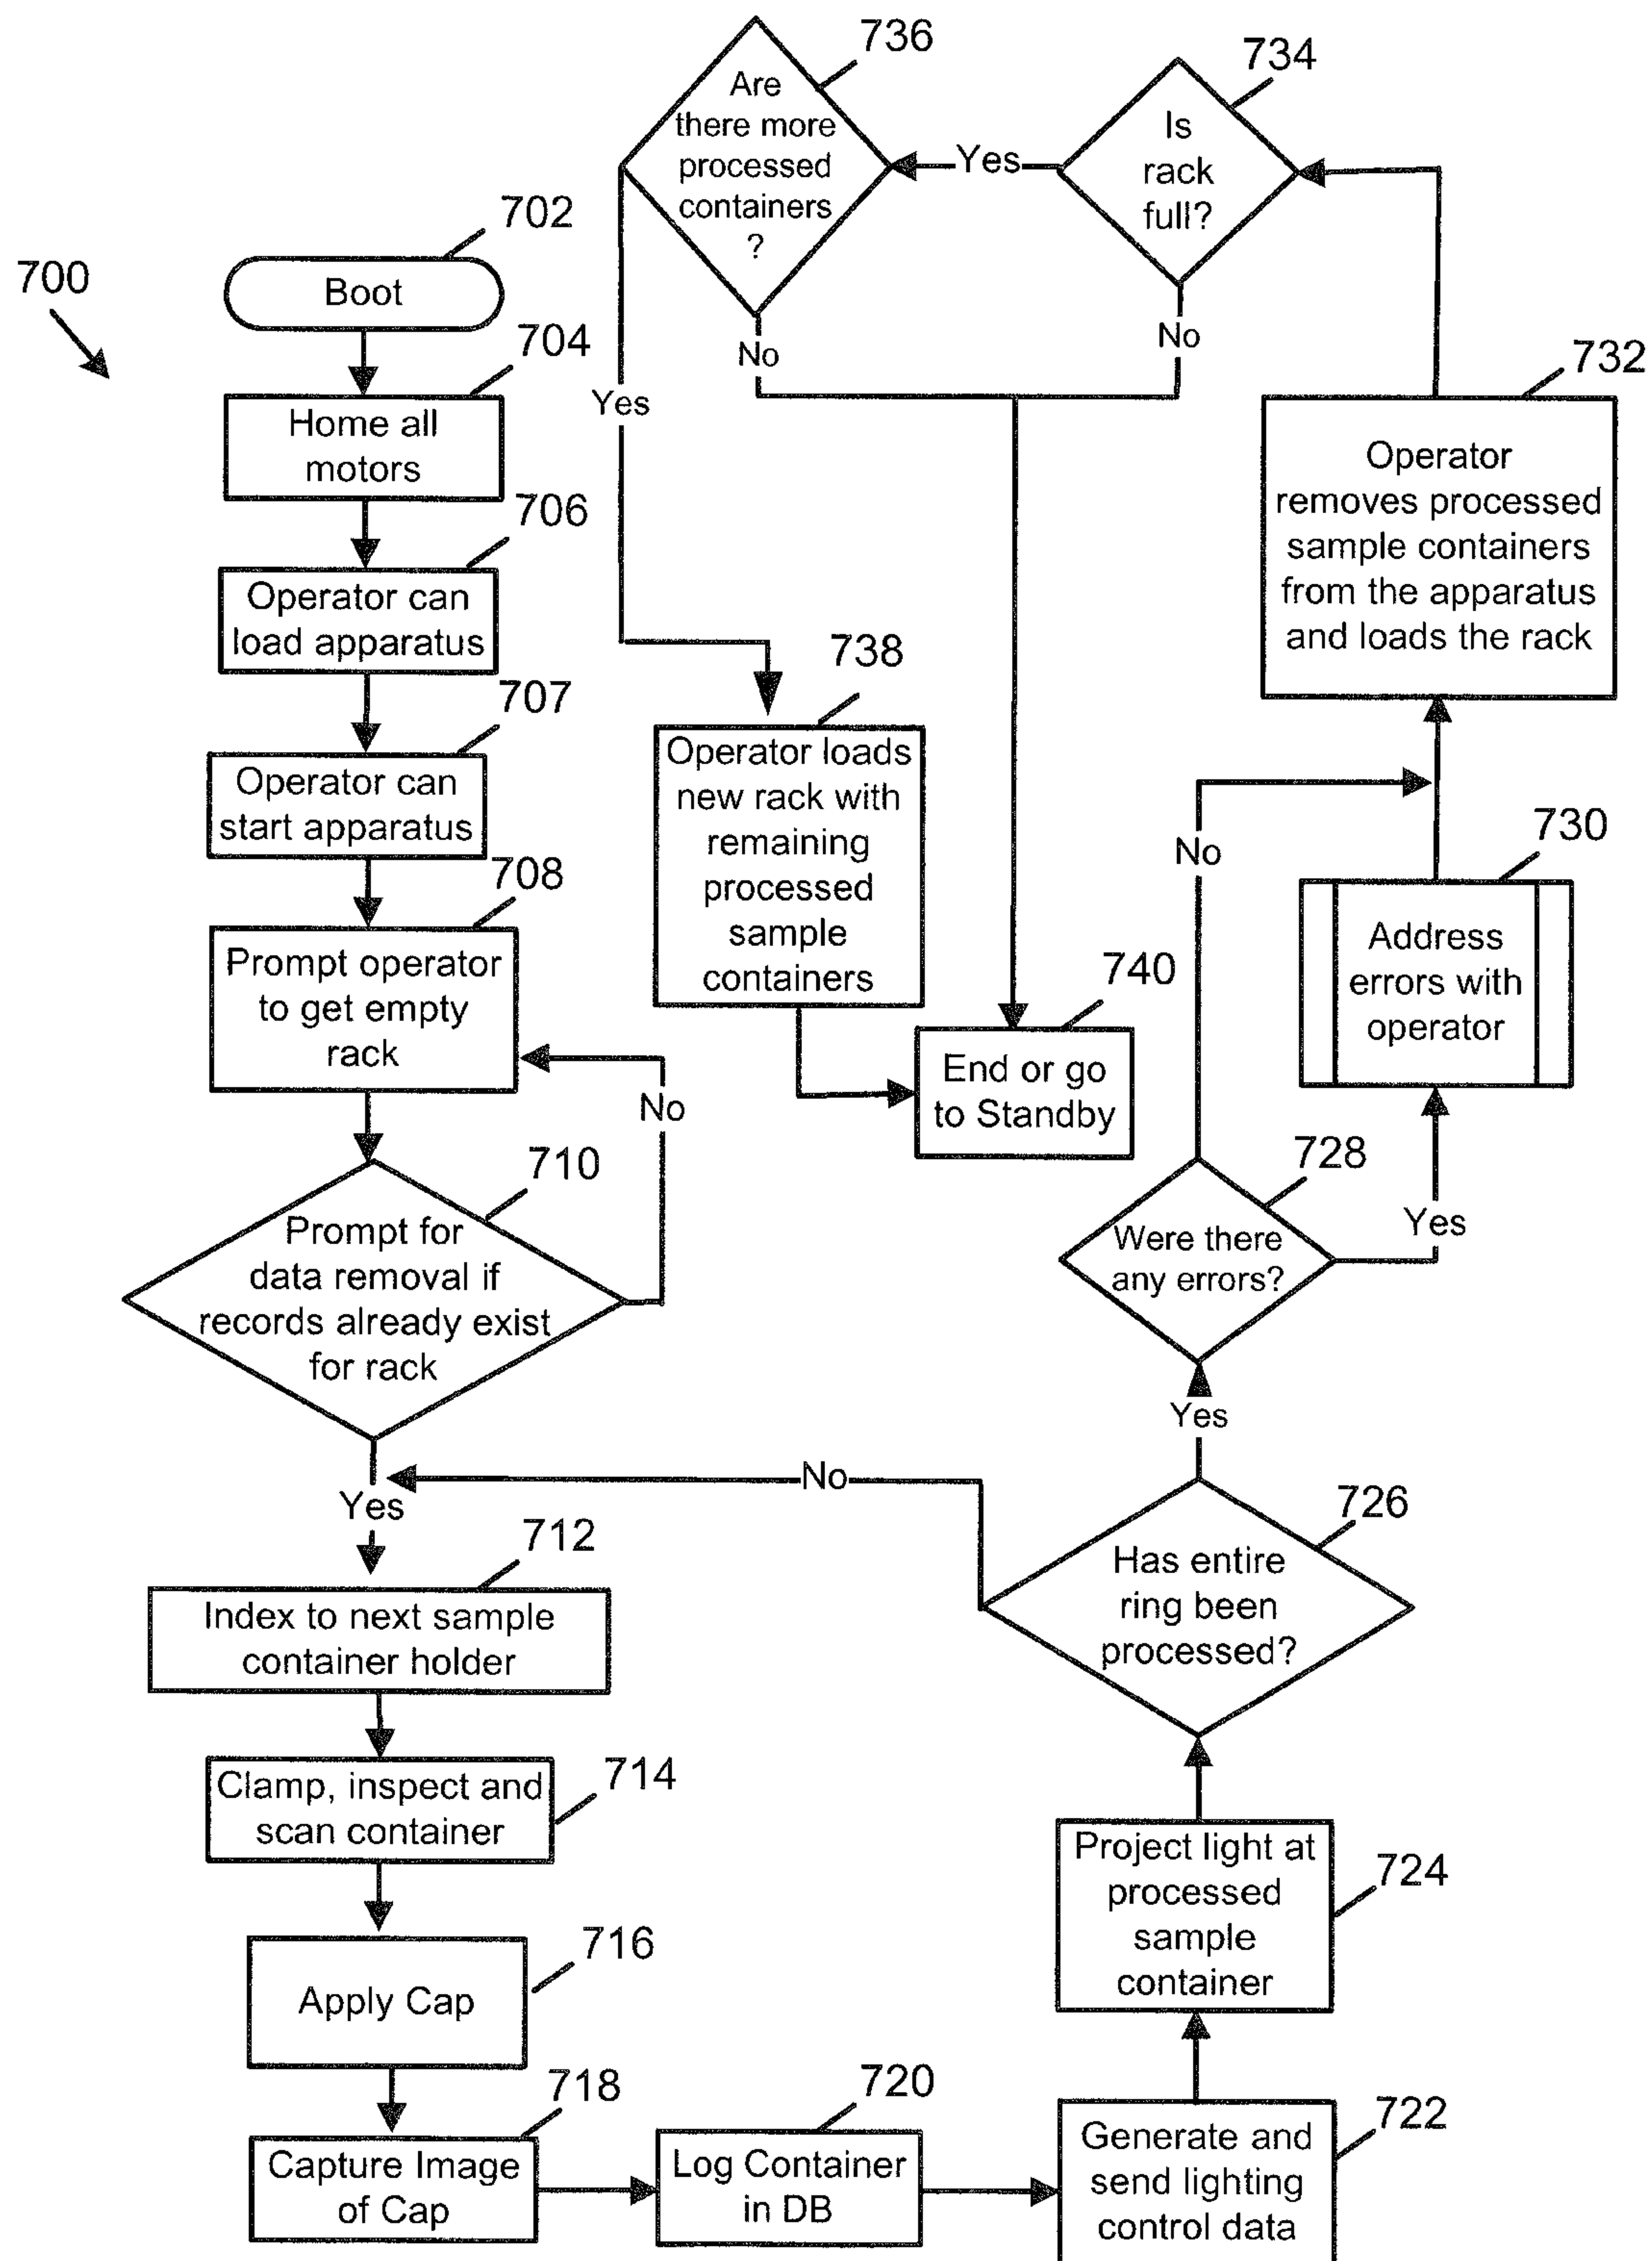 700
702
Boot
704
Home all
motors
706
Operator can
load apparatus
707
Operator can
start apparatus
708
Prompt operator
to get empty
rack
No
710
Prompt for
data removal if
records already exist
for rack
Yes
712
Index to next sample
container holder
714
Clamp, inspect and
scan container
716
Apply Cap
718
Capture Image
of Cap
720
Log Container
in DB
722
Generate and
send lighting
control data
724
Project light at
processed
sample
container
726
Has entire
ring been
processed?
No
Yes
728
Were there
any errors?
No
Yes
730
Address
errors with
operator
732
Operator
removes processed
sample containers
from the apparatus
and loads the rack
734
Is
rack
full?
Yes
No
736
Are
there more
processed
containers
?
No
Yes
738
Operator loads
new rack with
remaining
processed
sample
containers
740
End or go
to Standby